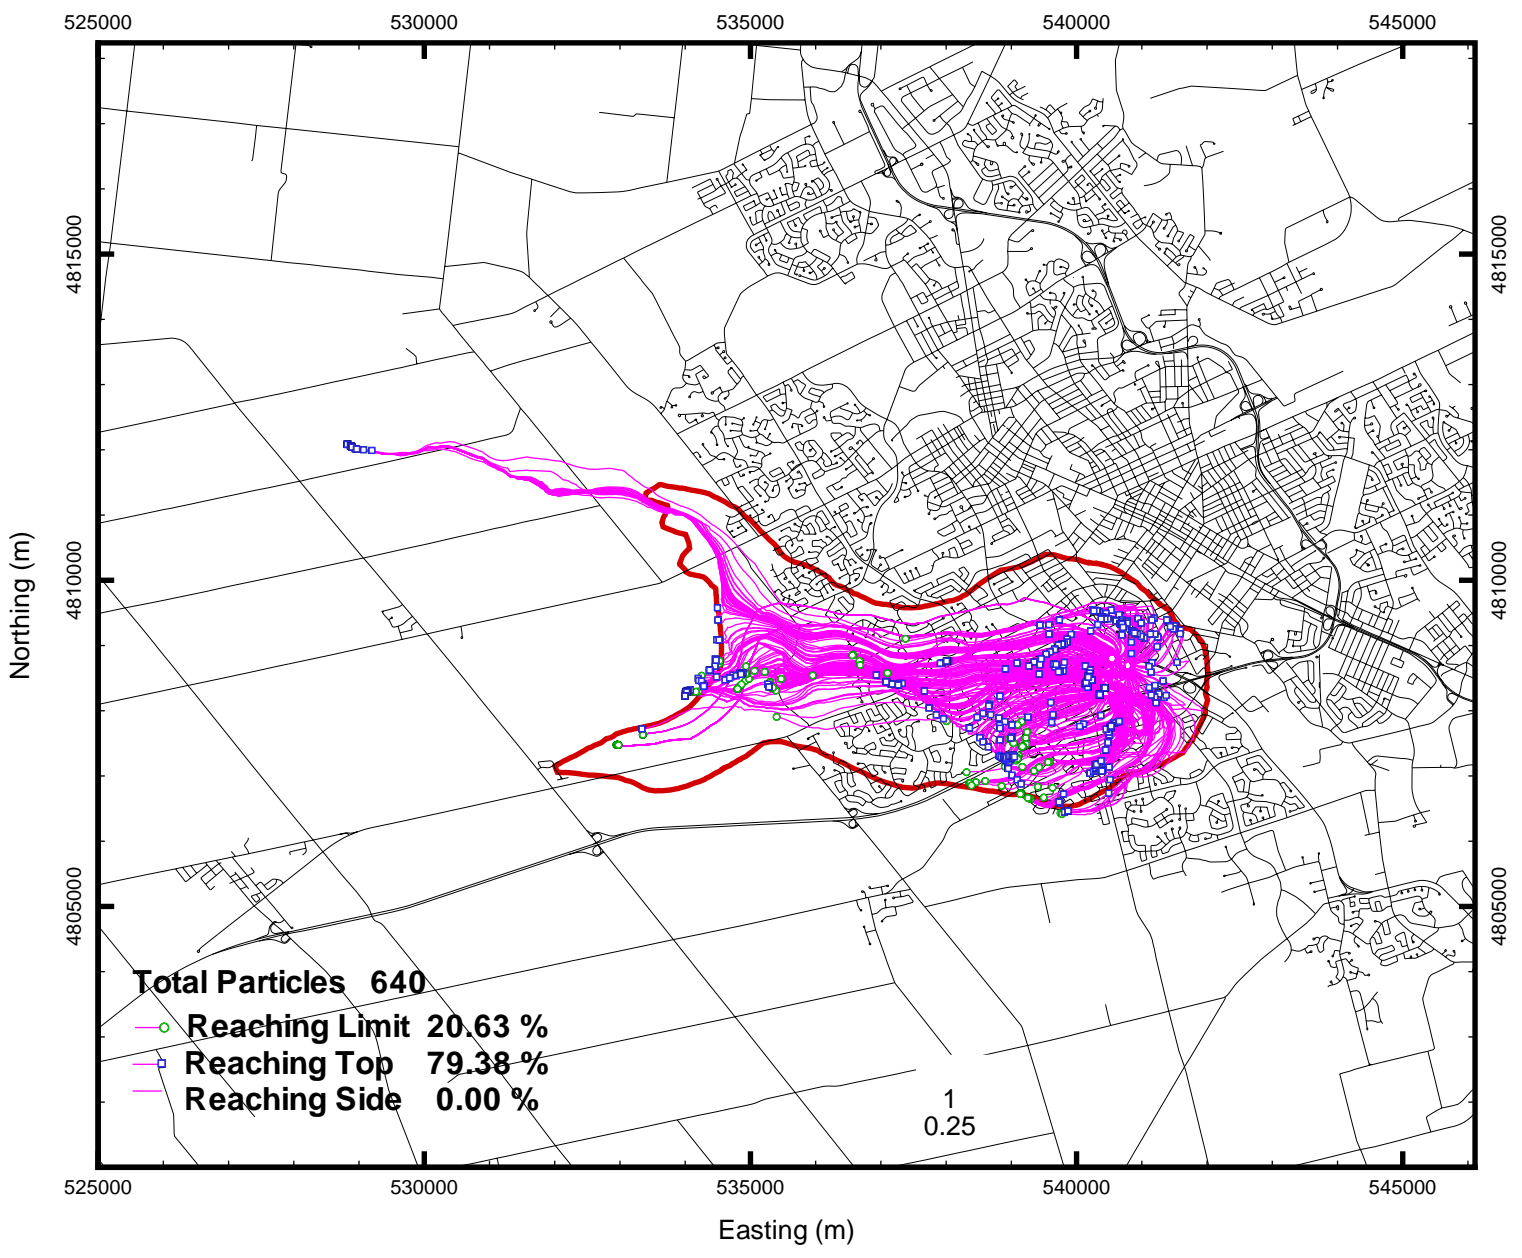 525000 530000 535000 540000 545000
4815000
4810000
4805000
4815000
4810000
4805000
Northing (m)
Total Particles 640
Reaching Limit 20.63 %
Reaching Top 79.38 %
Reaching Side 0.00 %
1
0.25
525000 530000 535000 540000 545000
Easting (m)